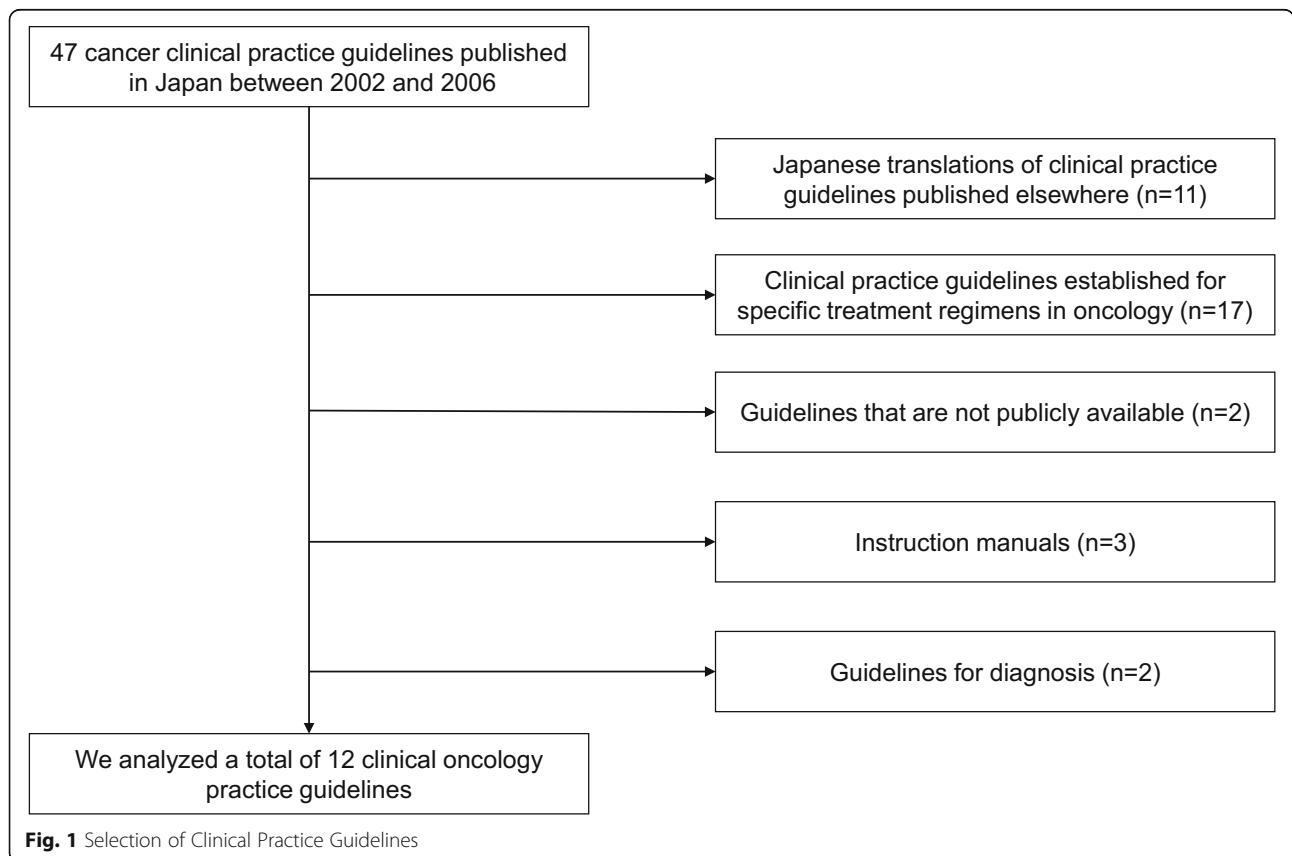 47 cancer clinical practice guidelines published
in Japan between 2002 and 2006
Japanese translations of clinical practice
guidelines published elsewhere (n=11)
Clinical practice guidelines established for
specific treatment regimens in oncology (n=17)
Guidelines that are not publicly available (n=2)
Instruction manuals (n=3)
Guidelines for diagnosis (n=2)
We analyzed a total of 12 clinical oncology
practice guidelines
Fig. 1 Selection of Clinical Practice Guidelines